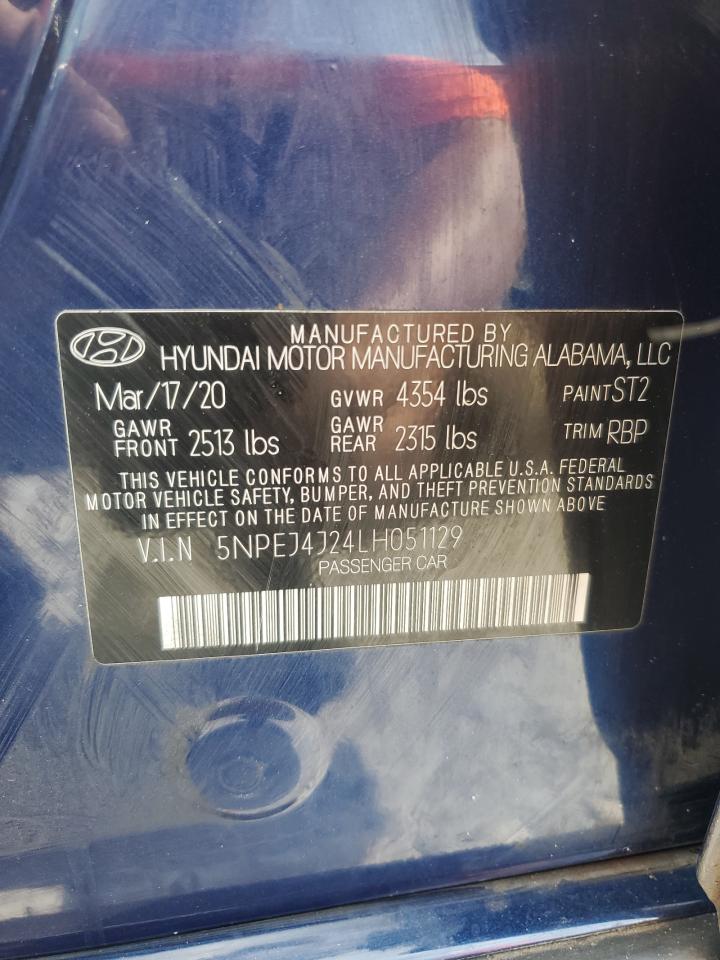 MANUFACTURED BY
HYUNDAI MOTOR MANUFACTURING ALABAMA, LLC
Mar/17/20 GVWR 4354 lbs PAINT ST2
GAWR FRONT 2513 lbs GAWR REAR 2315 lbs TRIM RBP
THIS VEHICLE CONFORMS TO ALL APPLICABLE U.S.A. FEDERAL
MOTOR VEHICLE SAFETY, BUMPER, AND THEFT PREVENTION STANDARDS
IN EFFECT ON THE DATE OF MANUFACTURE SHOWN ABOVE
V.I.N 5NPEJ4J24LH051129
PASSENGER CAR